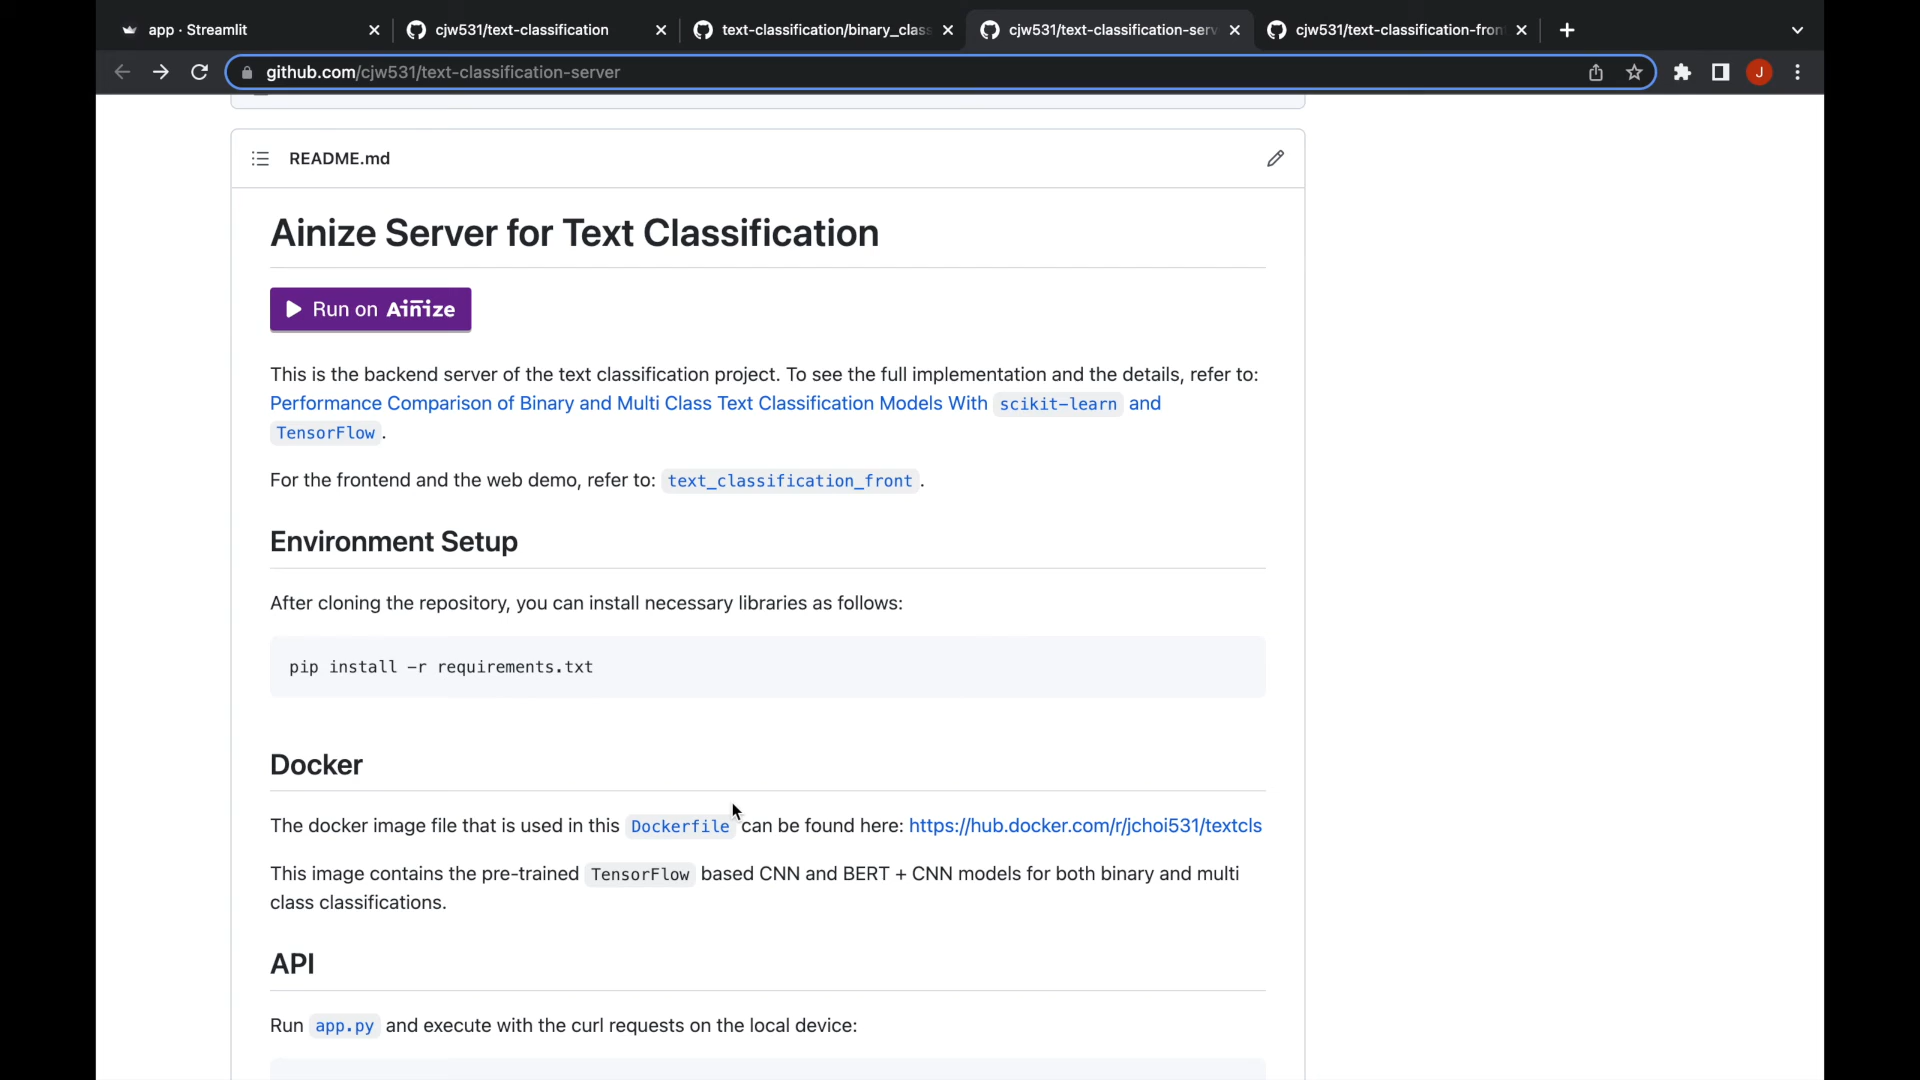 app · Streamlit
cjw531/text-classification
text-classification/binary_class
cjw531/text-classification-serv
cjw531/text-classification-fron
github.com/cjw531/text-classification-server
J
README.md
Ainize Server for Text Classification
Run on Ainize
This is the backend server of the text classification project. To see the full implementation and the details, refer to:
Performance Comparison of Binary and Multi Class Text Classification Models With scikit-learn and
TensorFlow.
For the frontend and the web demo, refer to: text_classification_front.
Environment Setup
After cloning the repository, you can install necessary libraries as follows:
pip install -r requirements.txt
Docker
The docker image file that is used in this Dockerfile can be found here: https://hub.docker.com/r/jchoi531/textcls
This image contains the pre-trained TensorFlow based CNN and BERT + CNN models for both binary and multi
class classifications.
API
Run app.py and execute with the curl requests on the local device: